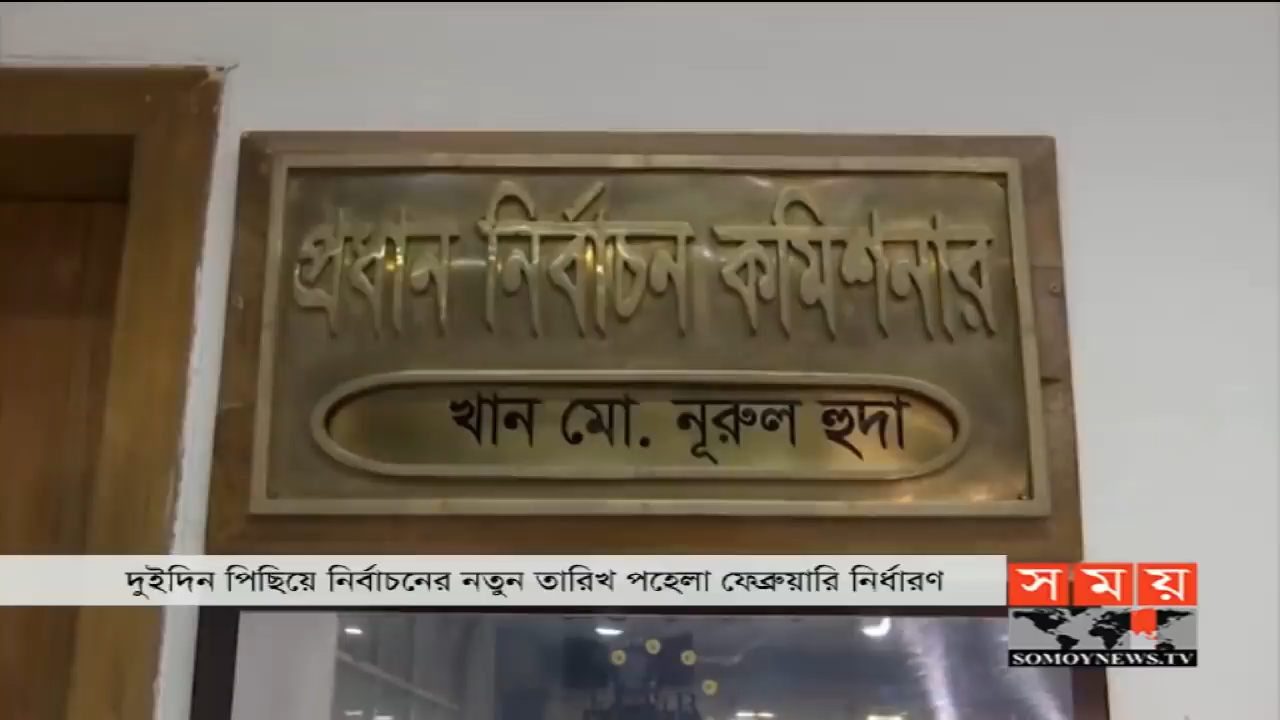 প্রধান নির্বাচন কমিশনার
খান মো. নূরুল হুদা
দুইদিন পিছিয়ে নির্বাচনের নতুন তারিখ পহেলা ফেব্রুয়ারি নির্ধারণ
সময়
SOMOYNEWS.TV